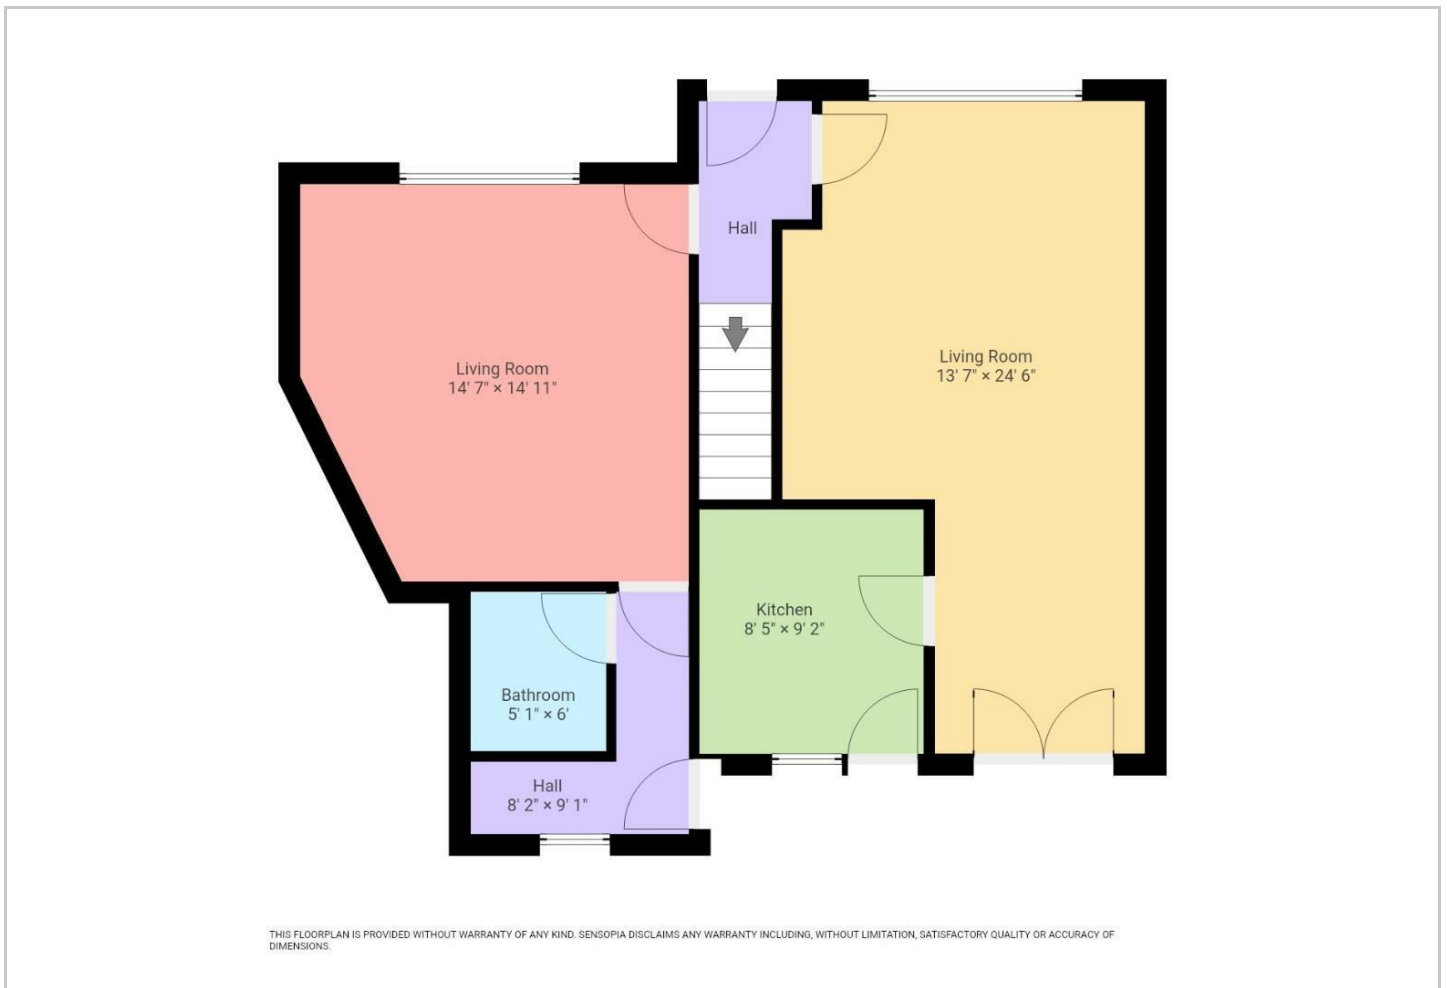 Hall
Living Room
13' 7" × 24' 6"
Living Room
14' 7" × 14' 11"
Kitchen
8' 5" × 9' 2"
Bathroom
5' 1" × 6'
Hall
8' 2" × 9' 1"
THIS FLOORPLAN IS PROVIDED WITHOUT WARRANTY OF ANY KIND. SENSOPIA DISCLAIMS ANY WARRANTY INCLUDING, WITHOUT LIMITATION, SATISFACTORY QUALITY OR ACCURACY OF
DIMENSIONS.